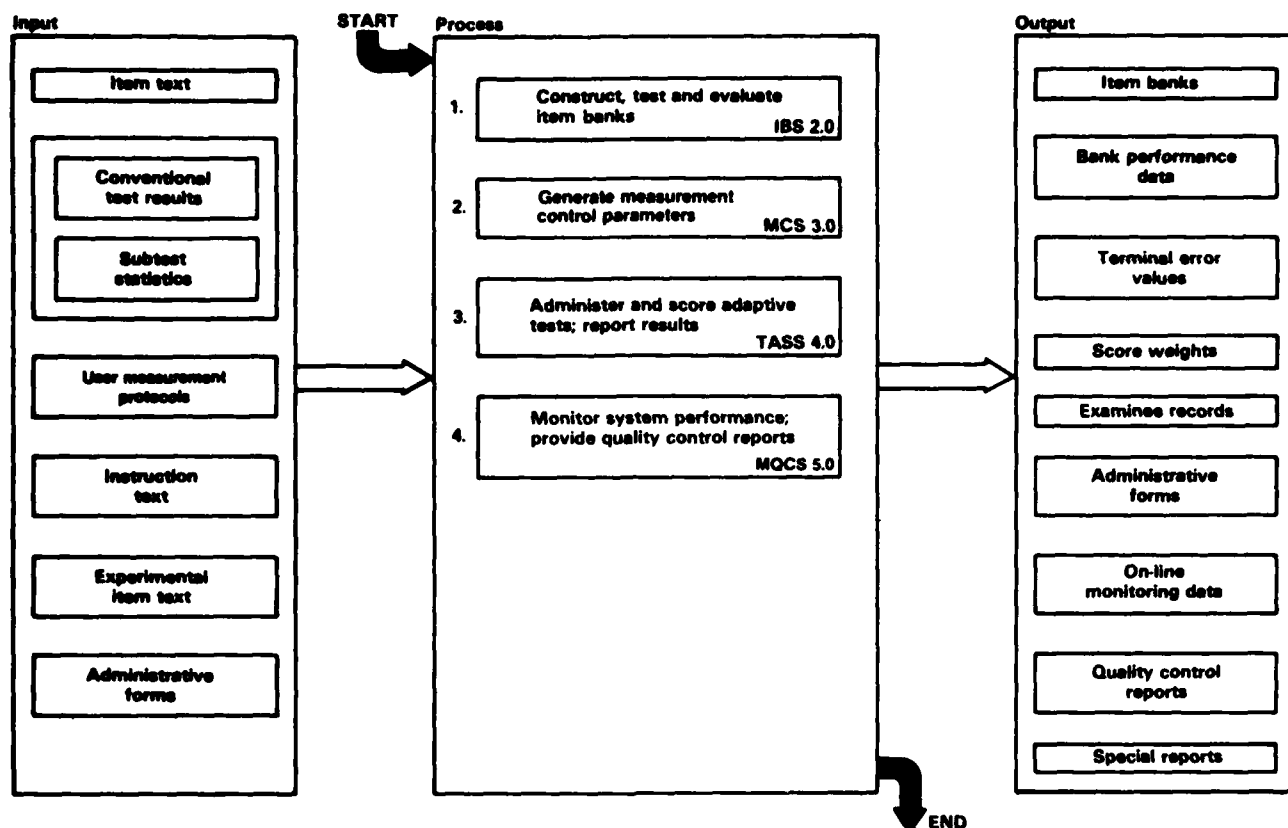 Input
Item text
Conventional
test results
Subtest
statistics
User measurement
protocols
Instruction
text
Experimental
item text
Administrative
forms
START
Process
1.
Construct, test and evaluate
item banks
IBS 2.0
2.
Generate measurement
control parameters
MCS 3.0
3.
Administer and score adaptive
tests; report results
TASS 4.0
4.
Monitor system performance;
provide quality control reports
MQCS 5.0
END
Output
Item banks
Bank performance
data
Terminal error
values
Score weights
Examinee records
Administrative
forms
On-line
monitoring data
Quality control
reports
Special reports